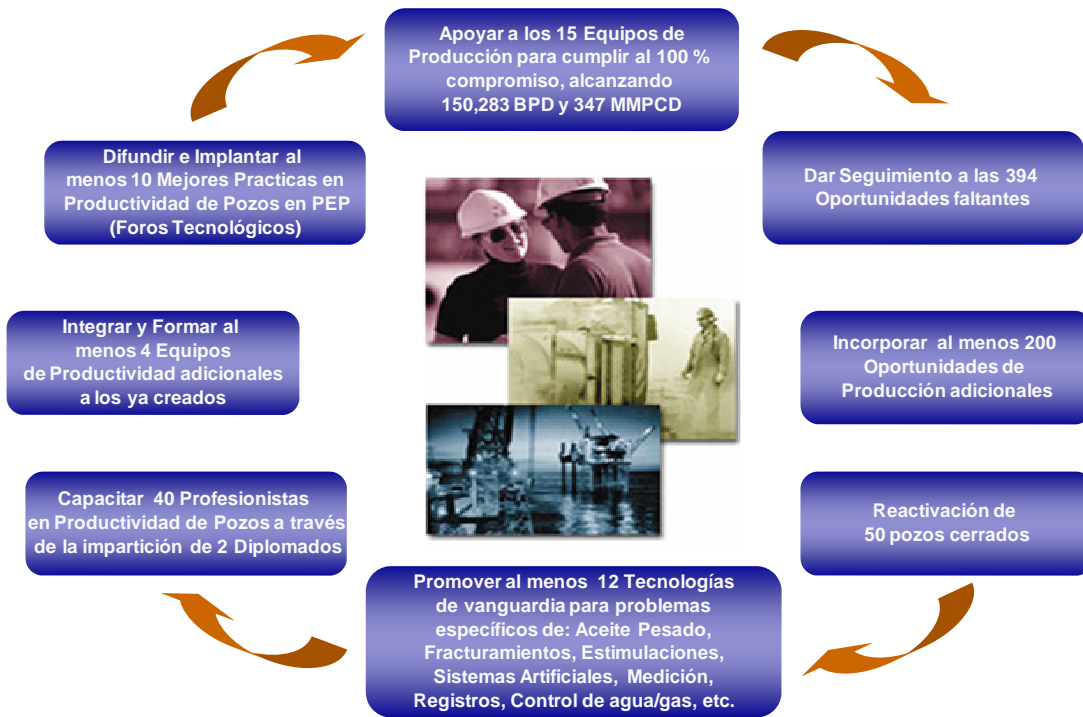 Apoyar a los 15 Equipos de
Producción para cumplir al 100 %
compromiso, alcanzando
150,283 BPD y 347 MMPCD
Dar Seguimiento a las 394
Oportunidades faltantes
Incorporar al menos 200
Oportunidades de
Producción adicionales
Reactivación de
50 pozos cerrados
Promover al menos 12 Tecnologías
de vanguardia para problemas
específicos de: Aceite Pesado,
Fracturamientos, Estimulaciones,
Sistemas Artificiales, Medición,
Registros, Control de agua/gas, etc.
Capacitar 40 Profesionistas
en Productividad de Pozos a través
de la impartición de 2 Diplomados
Integrar y Formar al
menos 4 Equipos
de Productividad adicionales
a los ya creados
Difundir e Implantar al
menos 10 Mejores Practicas en
Productividad de Pozos en PEP
(Foros Tecnológicos)